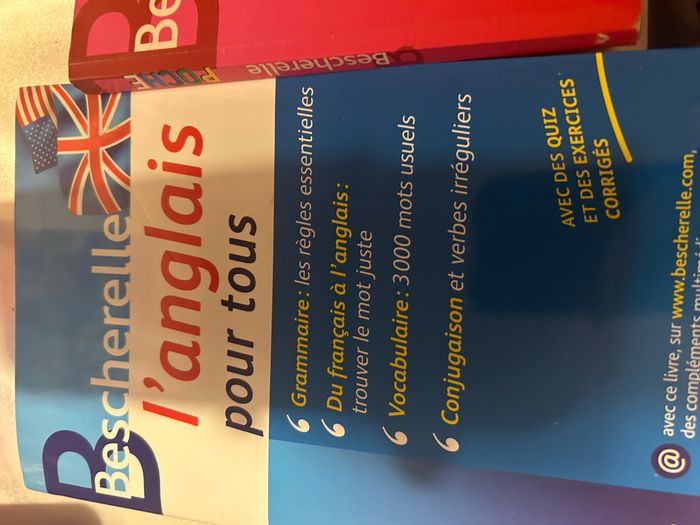 Be
Bescherelle POCHE
Bescherelle
l'anglais
pour tous
Grammaire : les règles essentielles
Du français à l'anglais :
trouver le mot juste
Vocabulaire : 3000 mots usuels
Conjugaison et verbes irréguliers
AVEC DES QUIZ
ET DES EXERCICES
CORRIGÉS
@ avec ce livre, sur www.bescherelle.com,
des compléments